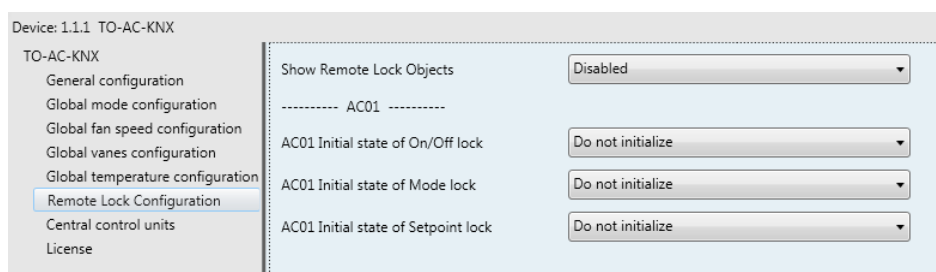 Device: 1.1.1 TO-AC-KNX
TO-AC-KNX
General configuration
Global mode configuration
Global fan speed configuration
Global vanes configuration
Global temperature configuration
Remote Lock Configuration
Central control units
License
Show Remote Lock Objects Disabled
---------- AC01 ----------
AC01 Initial state of On/Off lock Do not initialize
AC01 Initial state of Mode lock Do not initialize
AC01 Initial state of Setpoint lock Do not initialize